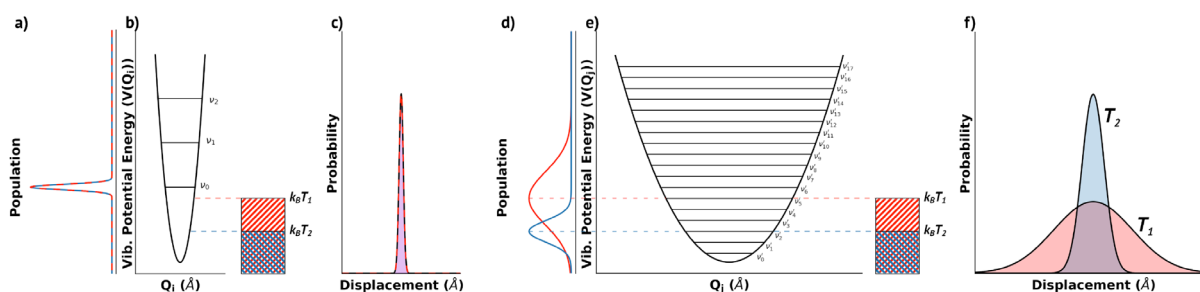 a)
Population
b)
Vib. Potential Energy (V(Qᵢ))
ν₂
ν₁
ν₀
Qᵢ (Å)
k_BT₁
k_BT₂
c)
Probability
Displacement (Å)
d)
Population
e)
Vib. Potential Energy (V(Qⱼ))
ν'₁₇
ν'₁₆
ν'₁₅
ν'₁₄
ν'₁₃
ν'₁₂
ν'₁₁
ν'₁₀
ν'₉
ν'₈
ν'₇
ν'₆
ν'₅
ν'₄
ν'₃
ν'₂
ν'₁
ν'₀
Qⱼ (Å)
k_BT₁
k_BT₂
f)
Probability
T₂
T₁
Displacement (Å)